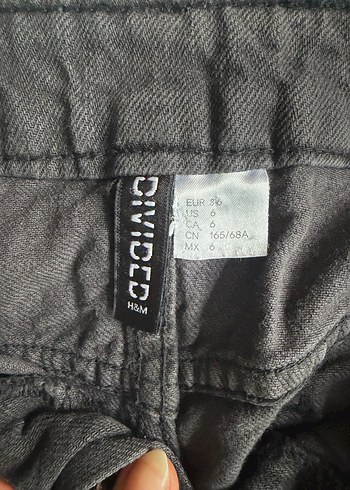 DIVIDED
H&M
EUR 36
US 6
CA 6
CN 165/68A
MX 6